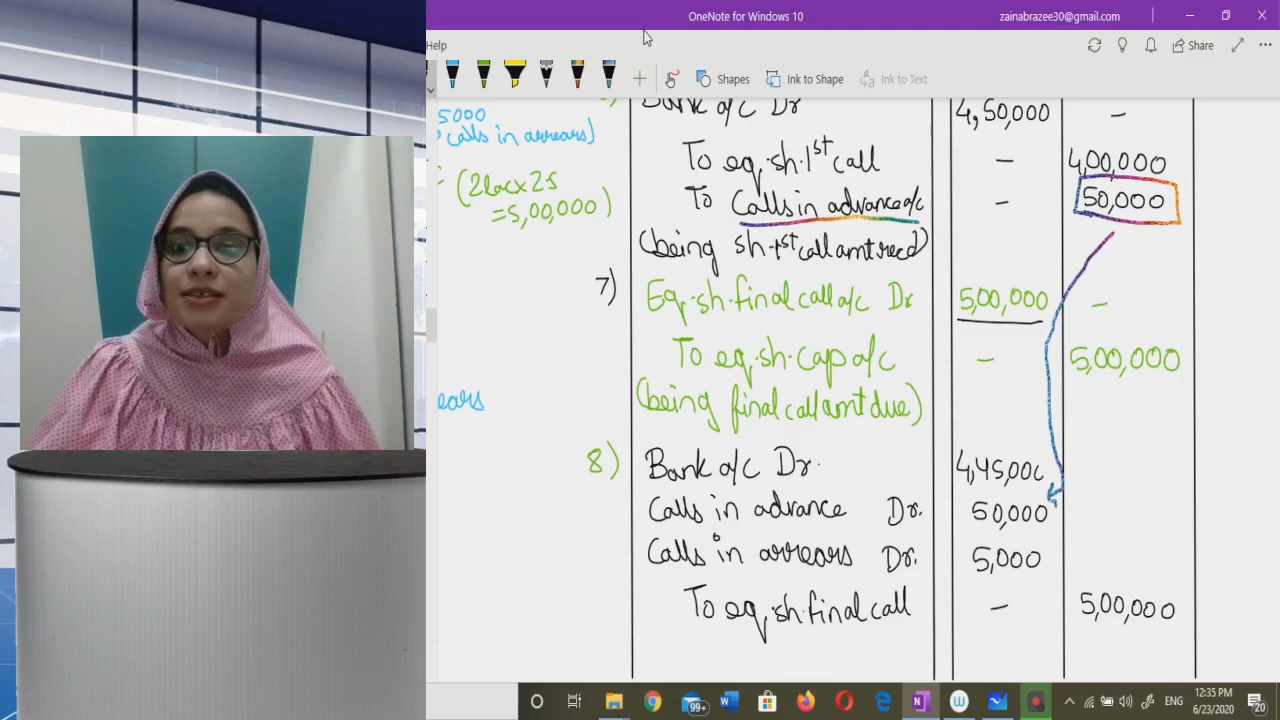 OneNote for Windows 10
zainabrazee30@gmail.com
Help
Share
Shapes
Ink to Shape
Ink to Text
5000
calls in arrears)
(2lacx25
=5,00,000)
ears
Bank a/c Dr 4,50,000 -
To eq.sh.1st call - 4,00,000
To Calls in advance a/c - 50,000
(being sh.1st call amt recd)
7) Eq.sh.final call a/c Dr 5,00,000 -
To eq.sh.cap a/c - 5,00,000
(being final call amt due)
8) Bank a/c Dr. 4,45,000
Calls in advance Dr. 50,000
Calls in arrears Dr. 5,000
To eq.sh.final call - 5,00,000
99+
ENG
12:35 PM
6/23/2020
20